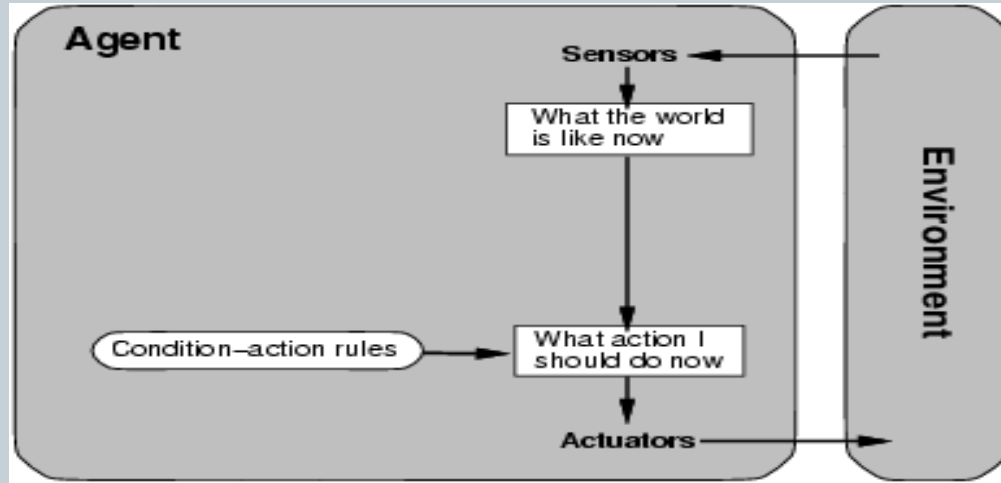 Agent
Sensors
What the world
is like now
Environment
Condition–action rules
What action I
should do now
Actuators